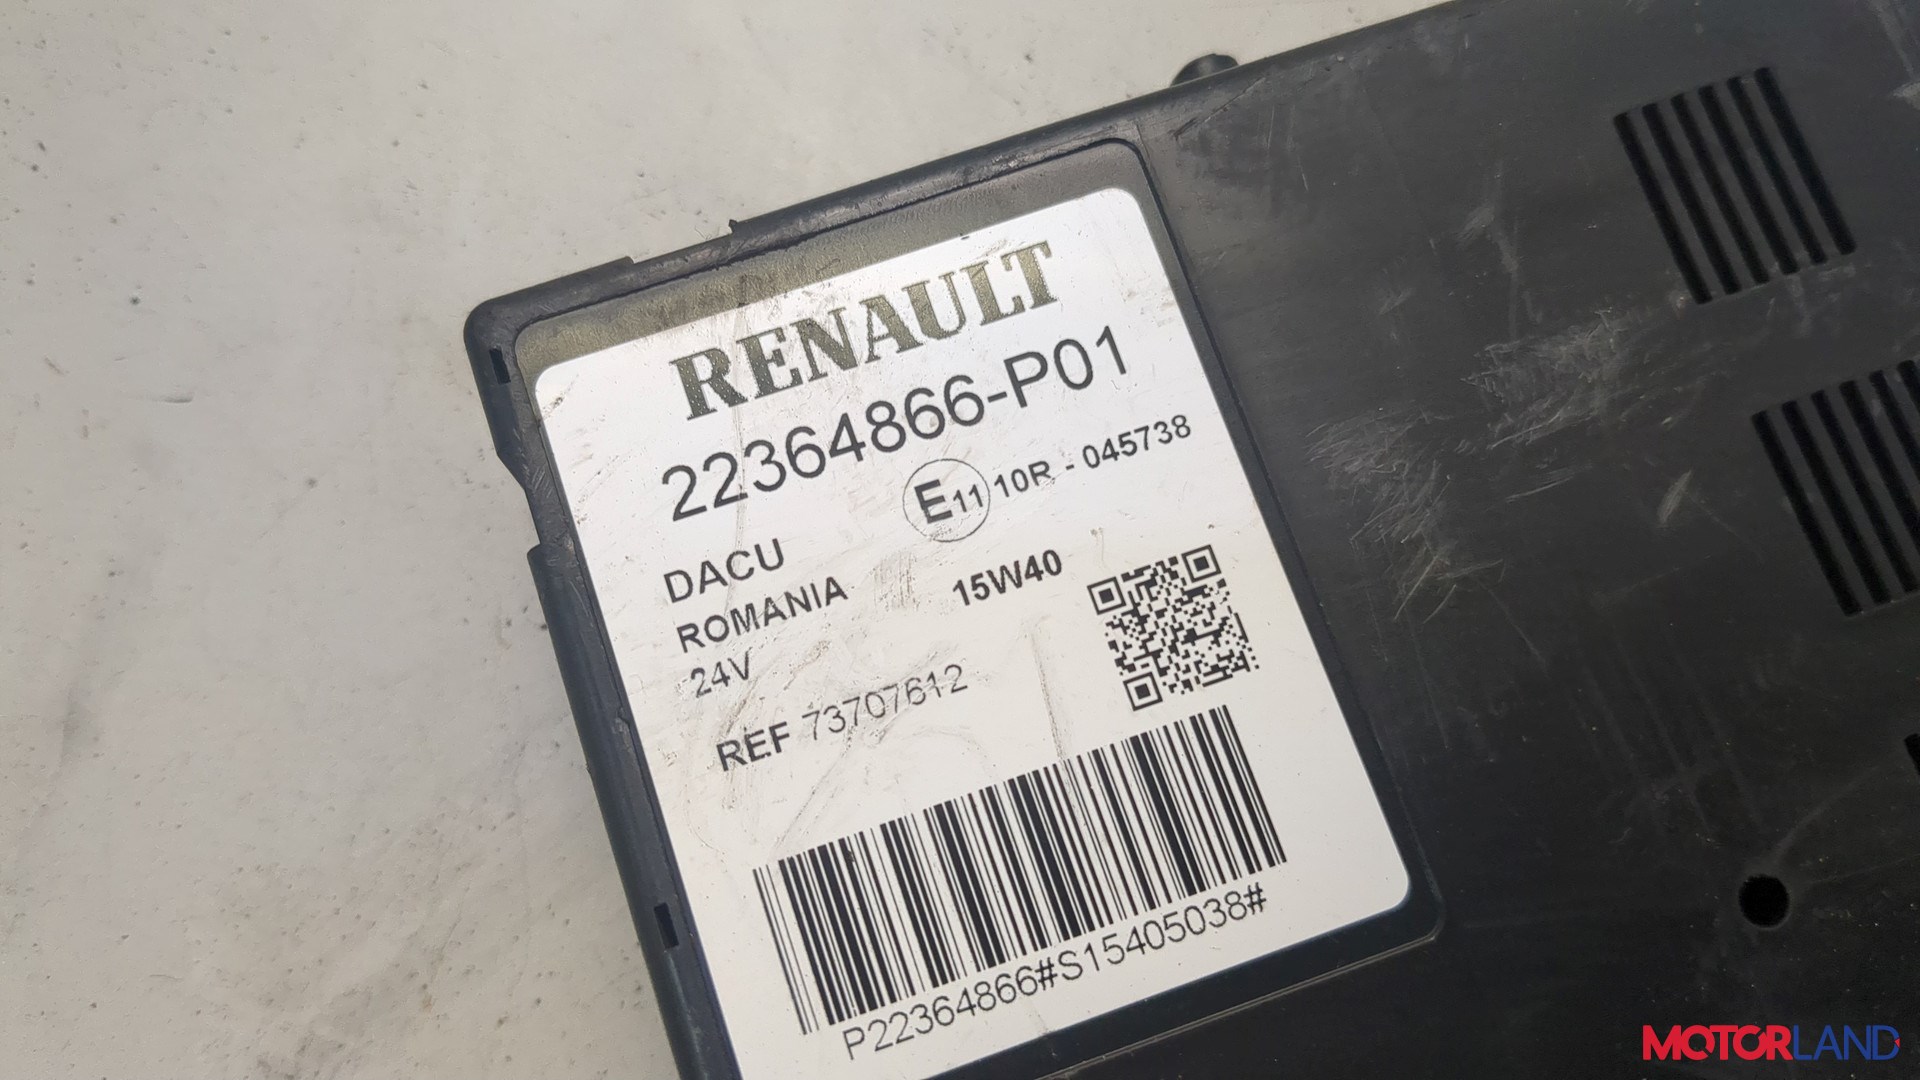 RENAULT
22364866-P01
E11 10R - 045738
DACU
ROMANIA 15W40
24V
REF 73707612
P22364866#S15405038#
MOTORLAND